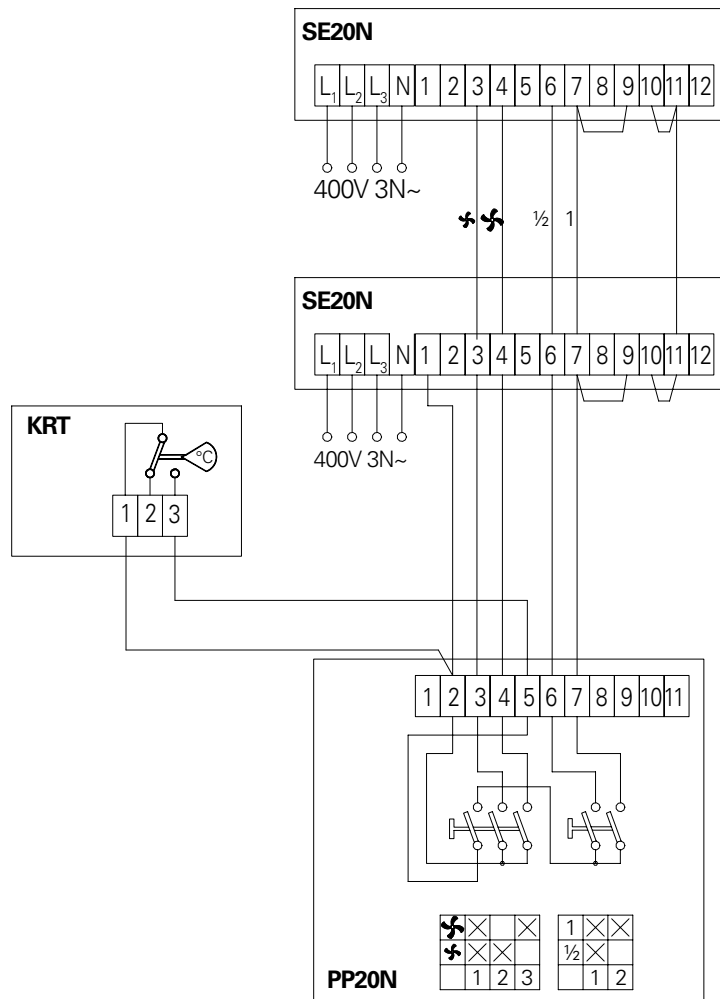 SE20N
L₁ L₂ L₃ N 1 2 3 4 5 6 7 8 9 10 11 12
400V 3N~
½ 1
SE20N
L₁ L₂ L₃ N 1 2 3 4 5 6 7 8 9 10 11 12
400V 3N~
KRT
°C
1 2 3
1 2 3 4 5 6 7 8 9 10 11
1
½
1 2 3
1 2
PP20N